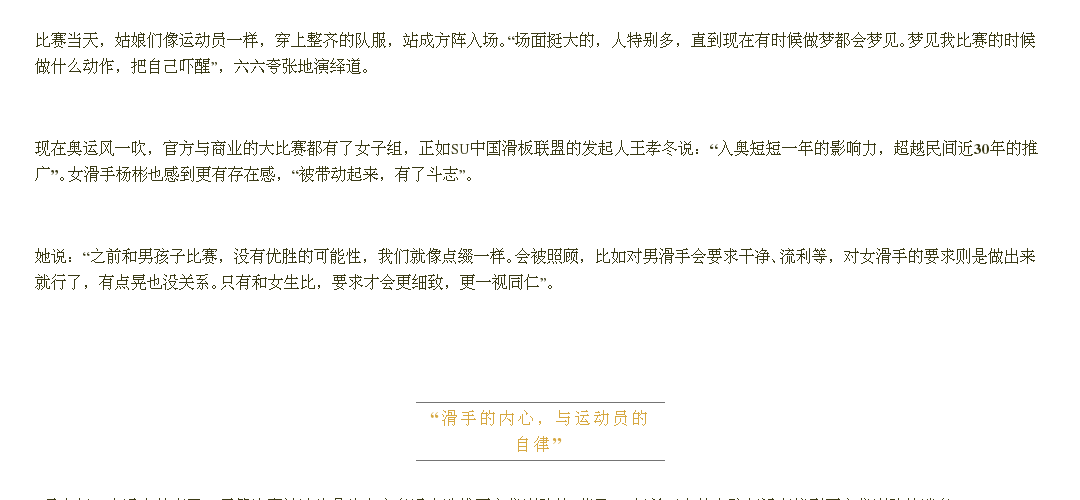 比赛当天，姑娘们像运动员一样，穿上整齐的队服，站成方阵入场。“场面挺大的，人特别多，直到现在有时候做梦都会梦见。梦见我比赛的时候
做什么动作，把自己吓醒”，六六夸张地演绎道。
现在奥运风一吹，官方与商业的大比赛都有了女子组，正如SU中国滑板联盟的发起人王孝冬说：“入奥短短一年的影响力，超越民间近30年的推
广”。女滑手杨彬也感到更有存在感，“被带动起来，有了斗志”。
她说：“之前和男孩子比赛，没有优胜的可能性，我们就像点缀一样。会被照顾，比如对男滑手会要求干净、流利等，对女滑手的要求则是做出来
就行了，有点晃也没关系。只有和女生比，要求才会更细致，更一视同仁”。
“滑手的内心，与运动员的
自律”